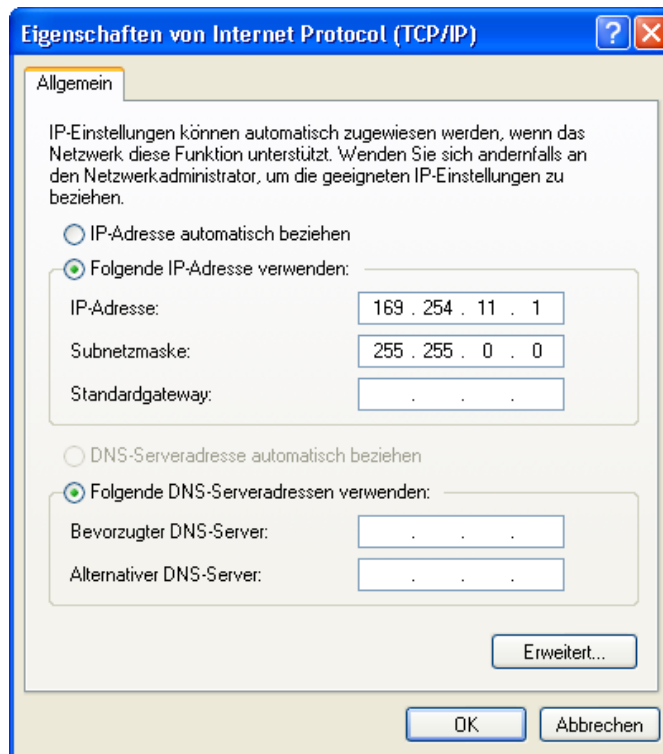 Eigenschaften von Internet Protocol (TCP/IP)
Allgemein
IP-Einstellungen können automatisch zugewiesen werden, wenn das
Netzwerk diese Funktion unterstützt. Wenden Sie sich andernfalls an
den Netzwerkadministrator, um die geeigneten IP-Einstellungen zu
beziehen.
IP-Adresse automatisch beziehen
Folgende IP-Adresse verwenden:
IP-Adresse: 169 . 254 . 11 . 1
Subnetzmaske: 255 . 255 . 0 . 0
Standardgateway: . . .
DNS-Serveradresse automatisch beziehen
Folgende DNS-Serveradressen verwenden:
Bevorzugter DNS-Server: . . .
Alternativer DNS-Server: . . .
Erweitert...
OK Abbrechen